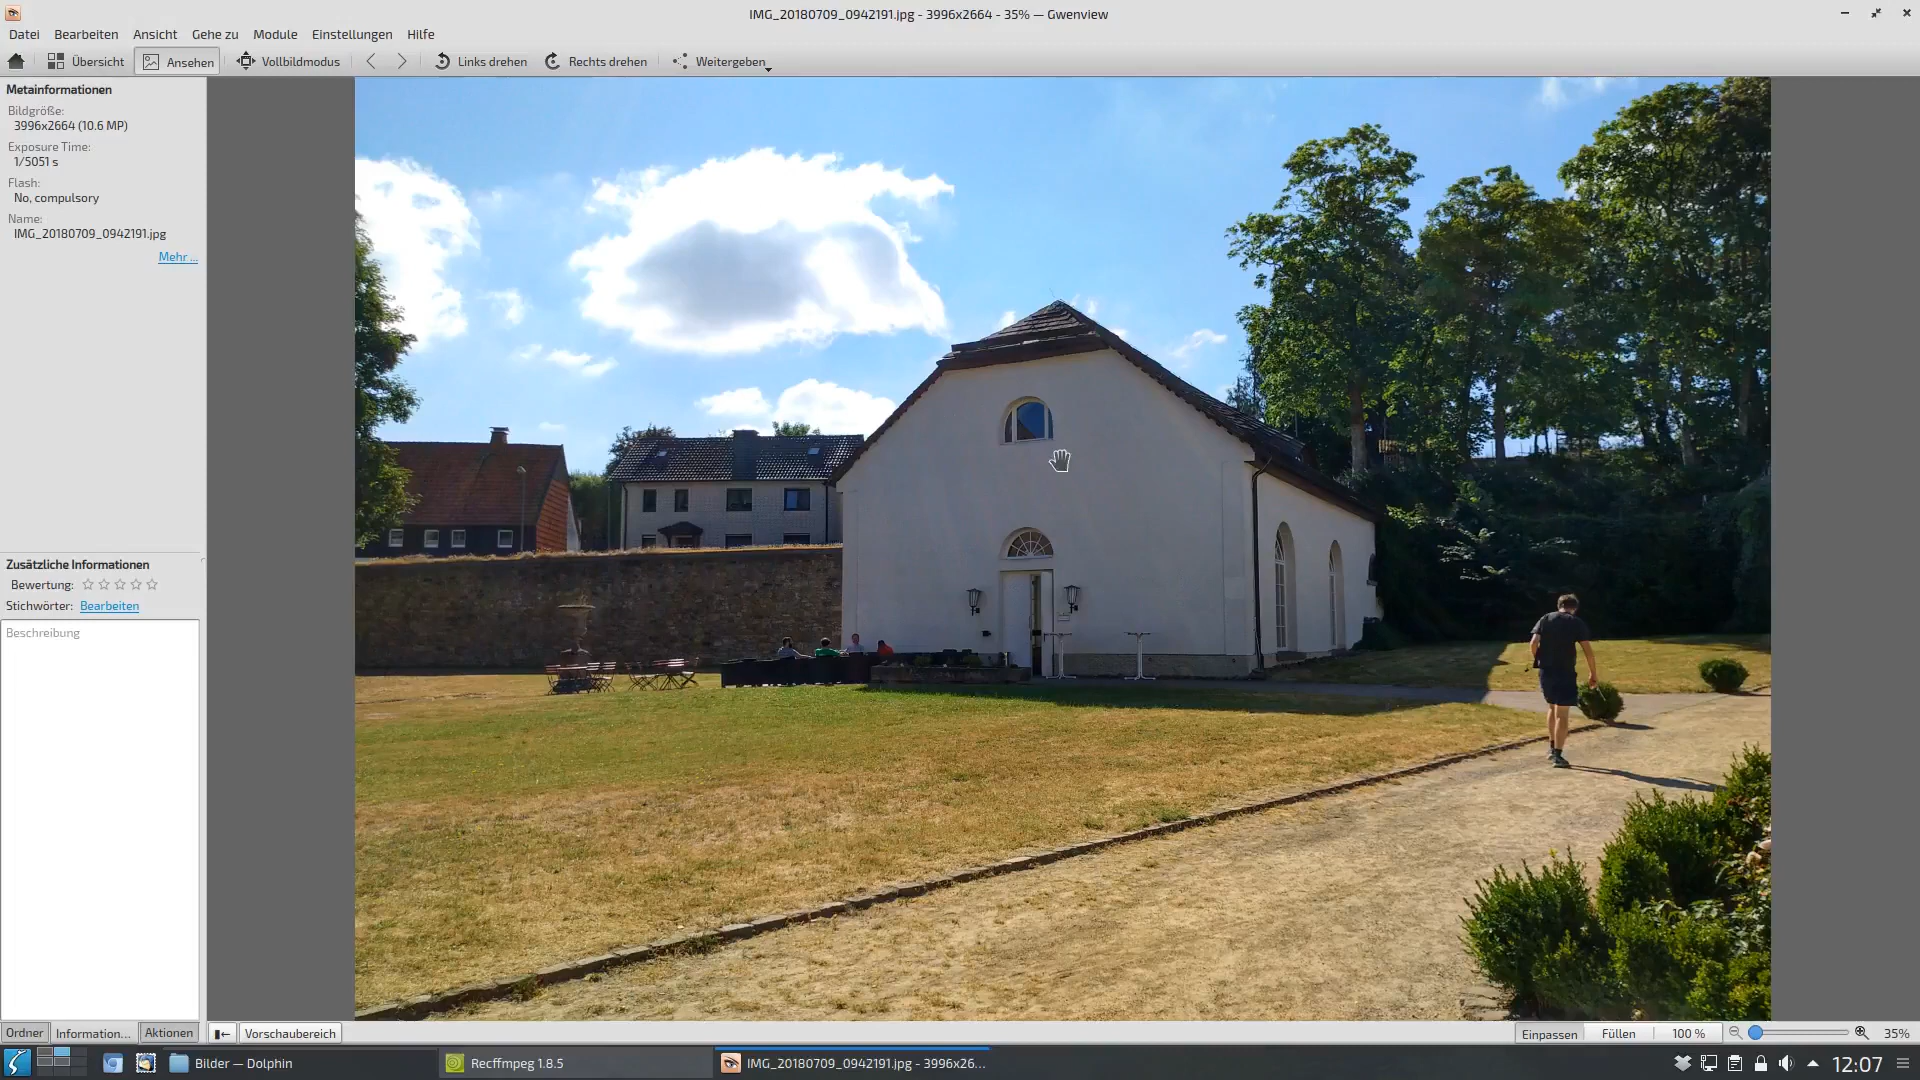 IMG_20180709_0942191.jpg - 3996x2664 - 35% — Gwenview
Datei Bearbeiten Ansicht Gehe zu Module Einstellungen Hilfe
Übersicht Ansehen Vollbildmodus Links drehen Rechts drehen Weitergeben
Metainformationen
Bildgröße:
3996x2664 (10.6 MP)
Exposure Time:
1/5051 s
Flash:
No, compulsory
Name:
IMG_20180709_0942191.jpg
Mehr ...
Zusätzliche Informationen
Bewertung:
Stichwörter: Bearbeiten
Beschreibung
Ordner Information... Aktionen Vorschaubereich Einpassen Füllen 100 % 35%
Bilder — Dolphin Recffmpeg 1.8.5 IMG_20180709_0942191.jpg - 3996x26... 12:07